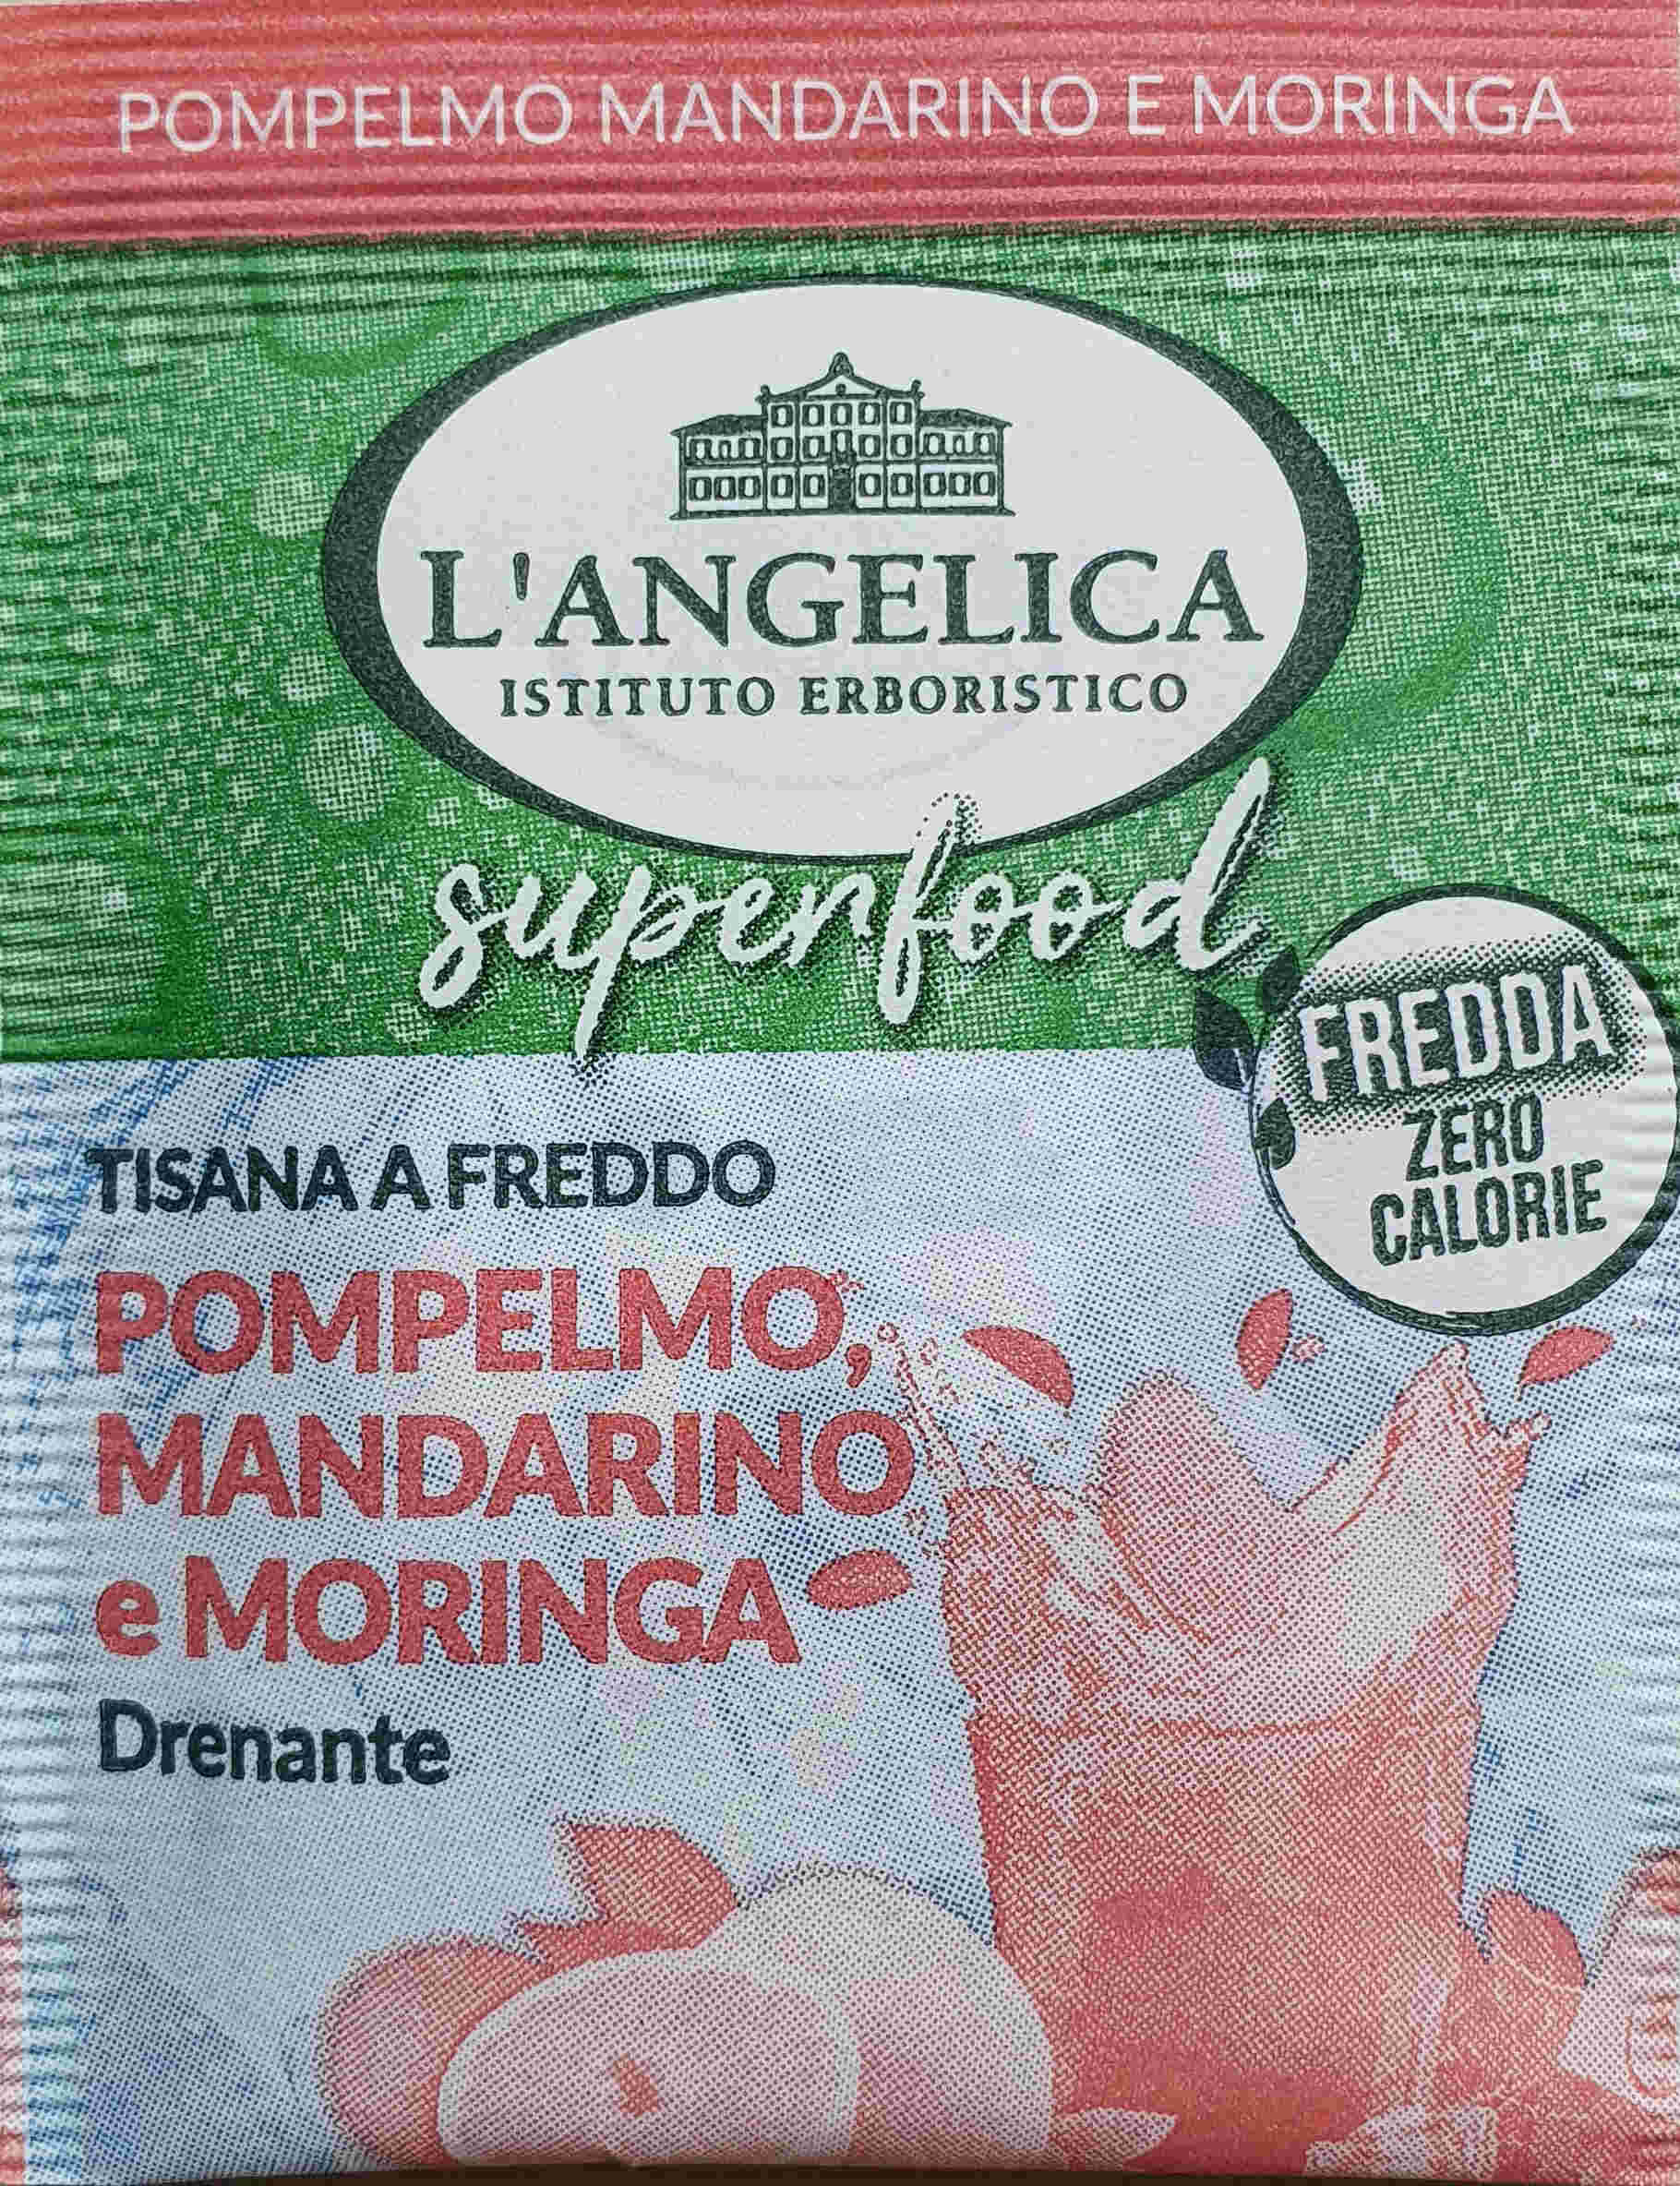 POMPELMO MANDARINO E MORINGA
L'ANGELICA
ISTITUTO ERBORISTICO
superfood
FREDDA
ZERO
CALORIE
TISANA A FREDDO
POMPELMO,
MANDARINO
e MORINGA
Drenante